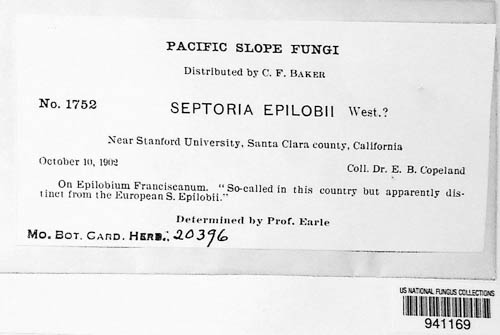 PACIFIC SLOPE FUNGI
Distributed by C. F. BAKER
No. 1752 SEPTORIA EPILOBII West.?
Near Stanford University, Santa Clara county, California
October 10, 1902 Coll. Dr. E. B. Copeland
On Epilobium Franciscanum. "So-called in this country but apparently dis-
tinct from the European S. Epilobii."
Determined by Prof. Earle
MO. BOT. GARD. HERB., 20396
US NATIONAL FUNGUS COLLECTIONS
941169